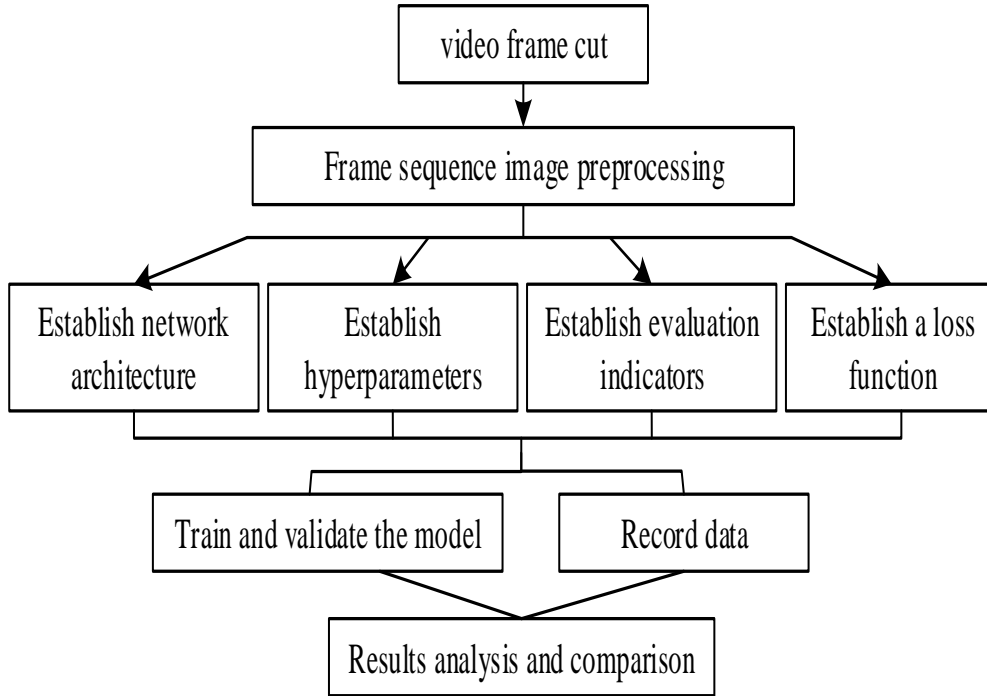 video frame cut
Frame sequence image preprocessing
Establish network
architecture
Establish
hyperparameters
Establish evaluation
indicators
Establish a loss
function
Train and validate the model
Record data
Results analysis and comparison